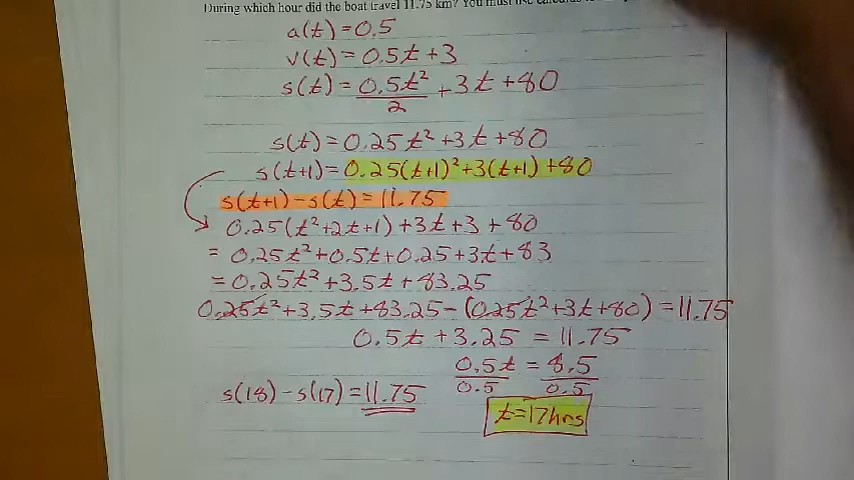 During which hour did the boat travel 11.75 km? You must use calculus
a(t)=0.5
v(t)=0.5t+3
s(t)=0.5t²/2+3t+80
s(t)=0.25t²+3t+80
s(t+1)=0.25(t+1)²+3(t+1)+80
s(t+1)-s(t)=11.75
0.25(t²+2t+1)+3t+3+80
=0.25t²+0.5t+0.25+3t+83
=0.25t²+3.5t+83.25
0.25t²+3.5t+83.25-(0.25t²+3t+80)=11.75
0.5t+3.25=11.75
0.5t=8.5
0.5 0.5
s(18)-s(17)=11.75
t=17hrs